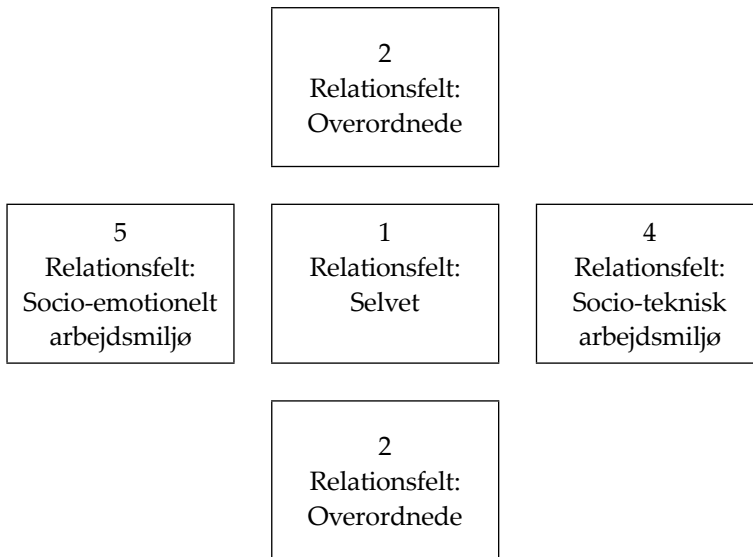 2
Relationsfelt:
Overordnede
5
Relationsfelt:
Socio-emotionelt
arbejdsmiljø
1
Relationsfelt:
Selvet
4
Relationsfelt:
Socio-teknisk
arbejdsmiljø
2
Relationsfelt:
Overordnede